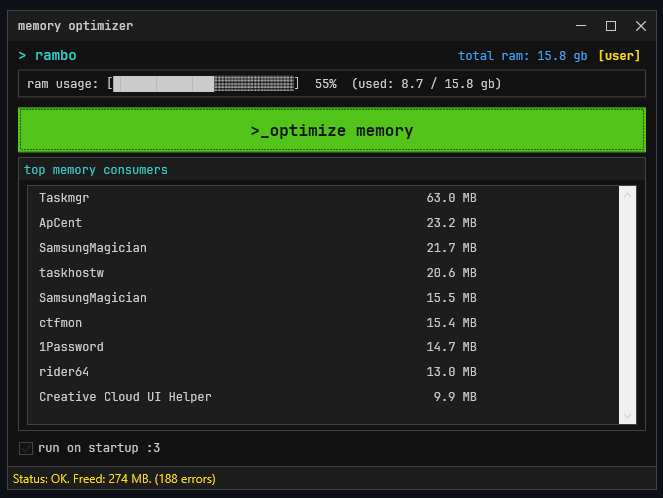 memory optimizer
> rambo total ram: 15.8 gb [user]
ram usage: [██████████████▒▒▒▒▒▒▒▒▒▒▒] 55% (used: 8.7 / 15.8 gb)
>_optimize memory
top memory consumers
Taskmgr 63.0 MB
ApCent 23.2 MB
SamsungMagician 21.7 MB
taskhostw 20.6 MB
SamsungMagician 15.5 MB
ctfmon 15.4 MB
1Password 14.7 MB
rider64 13.0 MB
Creative Cloud UI Helper 9.9 MB
run on startup :3
Status: OK. Freed: 274 MB. (188 errors)